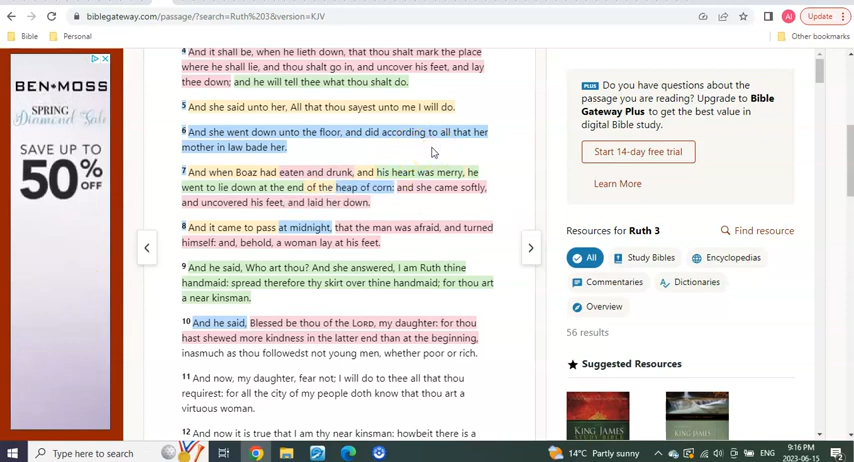 biblegateway.com/passage/?search=Ruth%203&version=KJV
Update
Bible
Personal
Other bookmarks
BEN•MOSS
SPRING
Diamond Sale
SAVE UP TO
50% OFF
4 And it shall be, when he lieth down, that thou shalt mark the place
where he shall lie, and thou shalt go in, and uncover his feet, and lay
thee down; and he will tell thee what thou shalt do.
5 And she said unto her, All that thou sayest unto me I will do.
6 And she went down unto the floor, and did according to all that her
mother in law bade her.
7 And when Boaz had eaten and drunk, and his heart was merry, he
went to lie down at the end of the heap of corn: and she came softly,
and uncovered his feet, and laid her down.
8 And it came to pass at midnight, that the man was afraid, and turned
himself: and, behold, a woman lay at his feet.
9 And he said, Who art thou? And she answered, I am Ruth thine
handmaid: spread therefore thy skirt over thine handmaid; for thou art
a near kinsman.
10 And he said, Blessed be thou of the LORD, my daughter: for thou
hast shewed more kindness in the latter end than at the beginning,
inasmuch as thou followedst not young men, whether poor or rich.
11 And now, my daughter, fear not; I will do to thee all that thou
requirest: for all the city of my people doth know that thou art a
virtuous woman.
12 And now it is true that I am thy near kinsman: howbeit there is a
PLUS Do you have questions about the
passage you are reading? Upgrade to Bible
Gateway Plus to get the best value in
digital Bible study.
Start 14-day free trial
Learn More
Resources for Ruth 3
Find resource
All
Study Bibles
Encyclopedias
Commentaries
Dictionaries
Overview
56 results
Suggested Resources
KING JAMES
STUDY BIBLE
KING JAMES
Type here to search
14°C Partly sunny
ENG
9:16 PM
2023-06-15
2